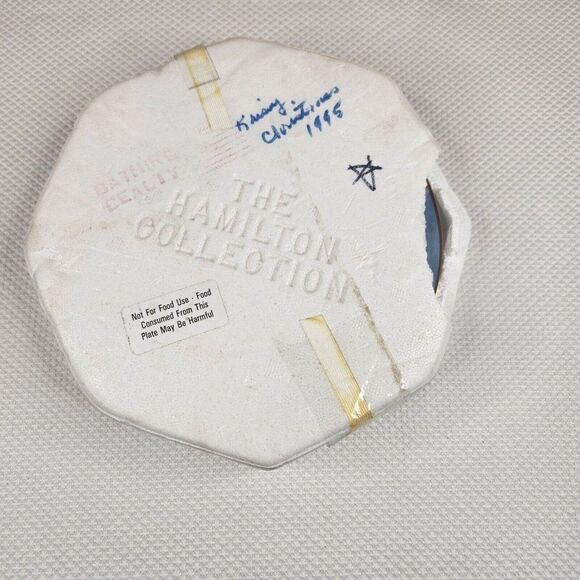 Krissy
Christmas
1995
BATHING
BEAUTY
THE
HAMILTON
COLLECTION
Not For Food Use - Food
Consumed From This
Plate May Be Harmful